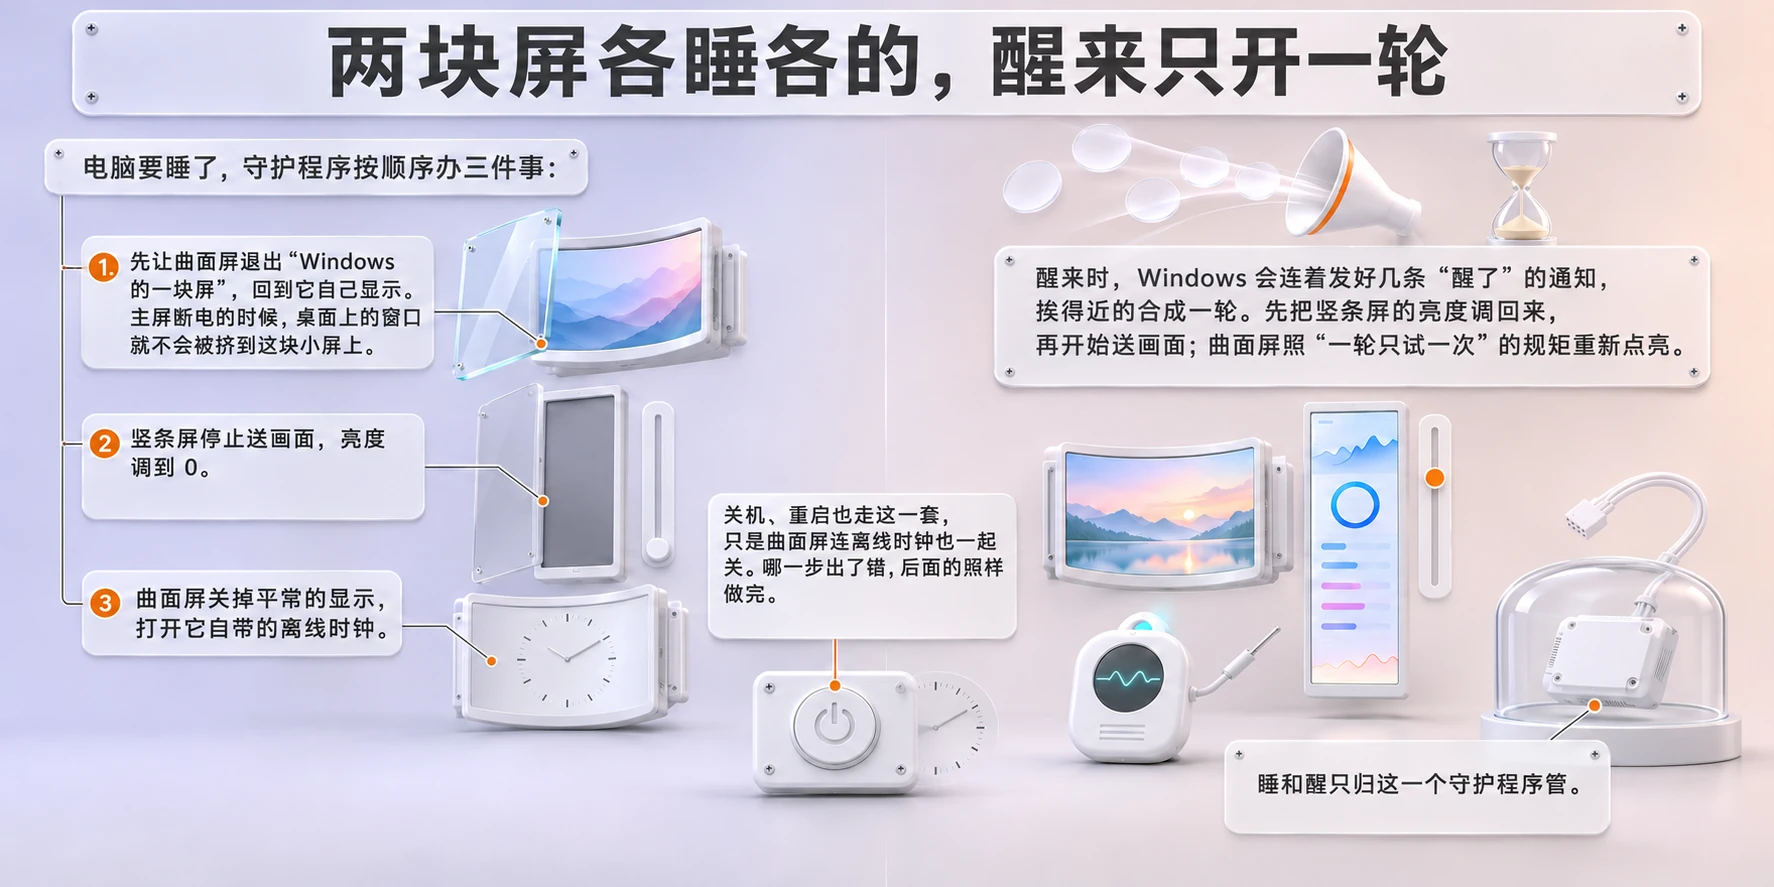 两块屏各睡各的，醒来只开一轮
电脑要睡了，守护程序按顺序办三件事：
1.
先让曲面屏退出“Windows
的一块屏”，回到它自己显示。
主屏断电的时候，桌面上的窗口
就不会被挤到这块小屏上。
2
竖条屏停止送画面，亮度
调到 0。
3
曲面屏关掉平常的显示，
打开它自带的离线时钟。
关机、重启也走这一套，
只是曲面屏连离线时钟也一起
关。哪一步出了错，后面的照样
做完。
醒来时，Windows 会连着发好几条“醒了”的通知，
挨得近的合成一轮。先把竖条屏的亮度调回来，
再开始送画面；曲面屏照“一轮只试一次”的规矩重新点亮。
睡和醒只归这一个守护程序管。